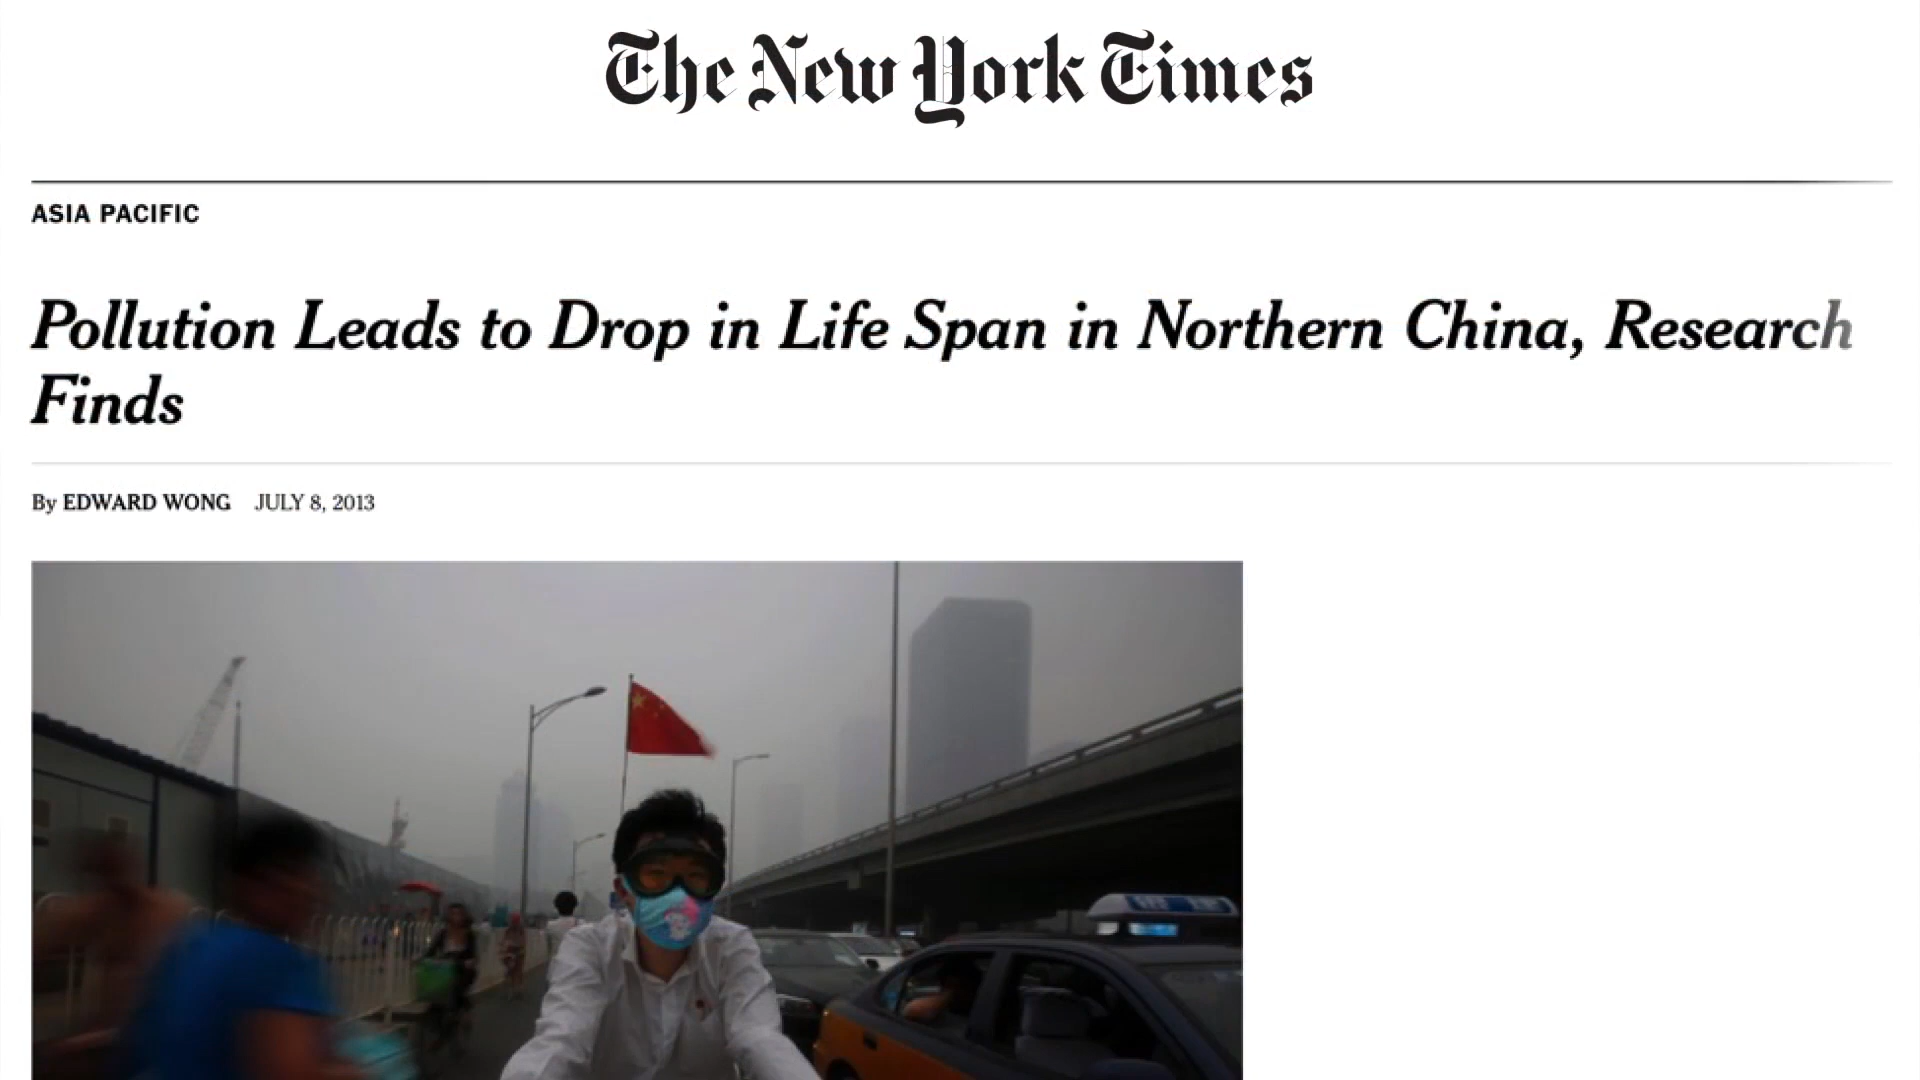 The New York Times
ASIA PACIFIC
Pollution Leads to Drop in Life Span in Northern China, Research
Finds
By EDWARD WONG JULY 8, 2013